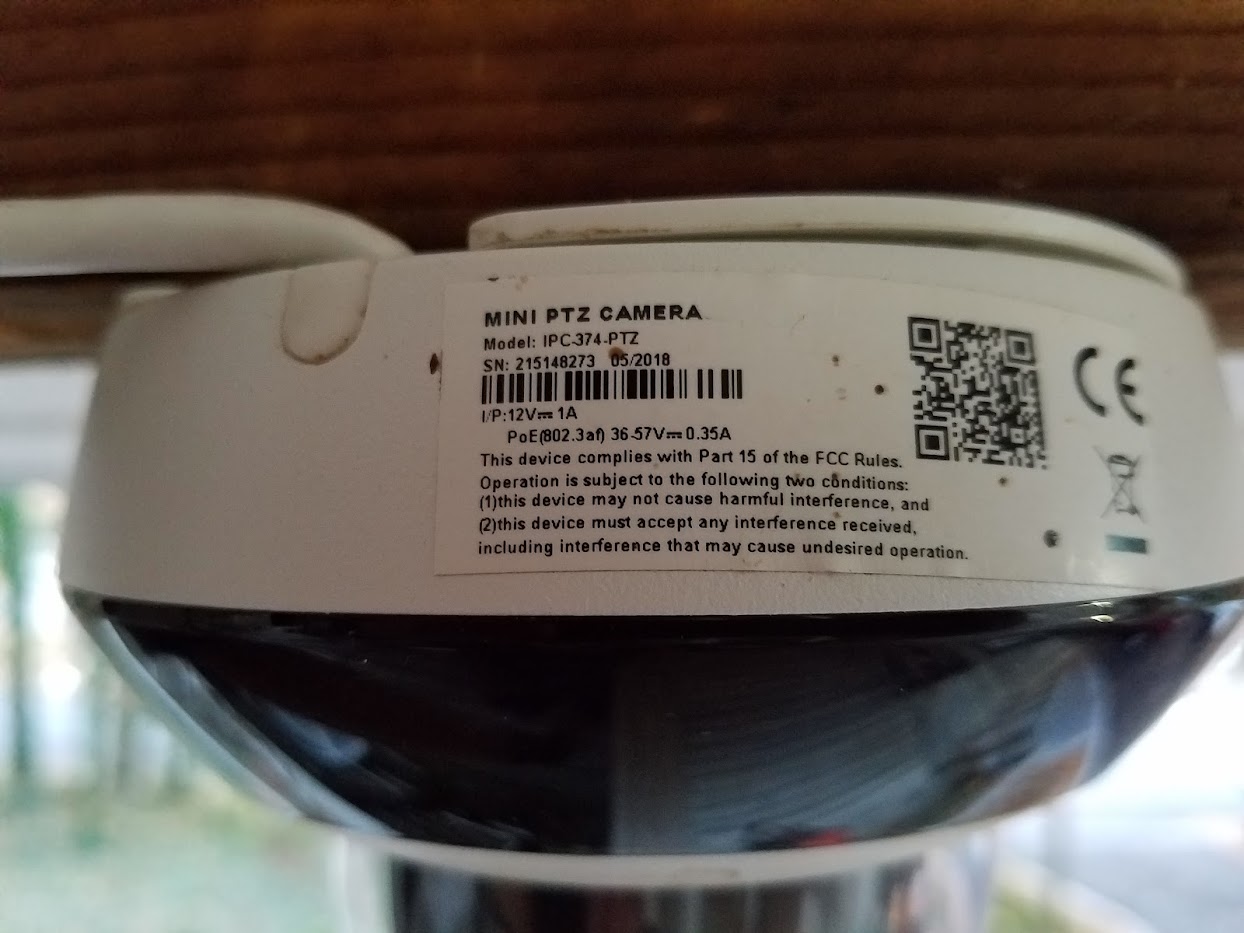 MINI PTZ CAMERA
Model: IPC-374-PTZ
SN: 215148273 05/2018
I/P:12V⎓1A
PoE(802.3af) 36-57V⎓0.35A
This device complies with Part 15 of the FCC Rules.
Operation is subject to the following two conditions:
(1)this device may not cause harmful interference, and
(2)this device must accept any interference received,
including interference that may cause undesired operation.
CE